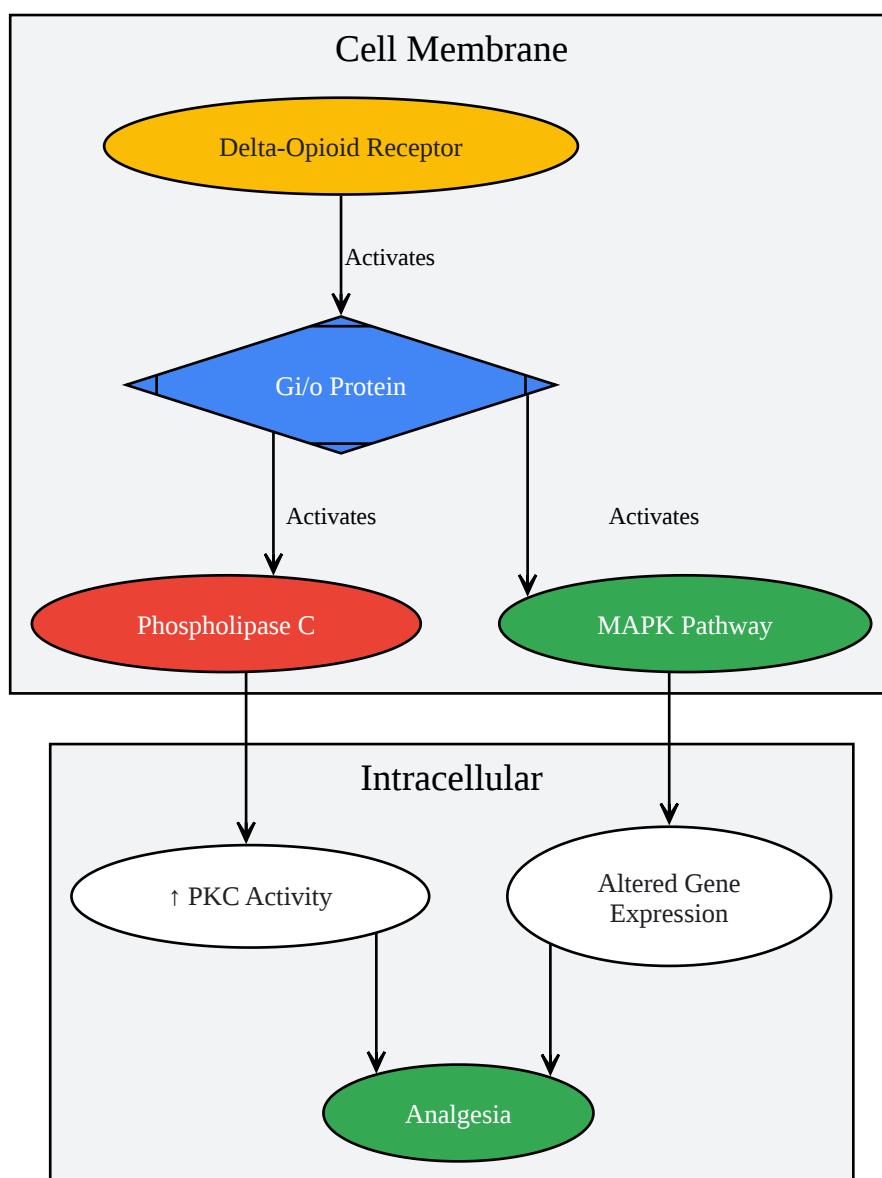 Cell Membrane
Delta-Opioid Receptor
Activates
Gi/o Protein
Activates
Activates
Phospholipase C
MAPK Pathway
Intracellular
↑ PKC Activity
Altered Gene
Expression
Analgesia